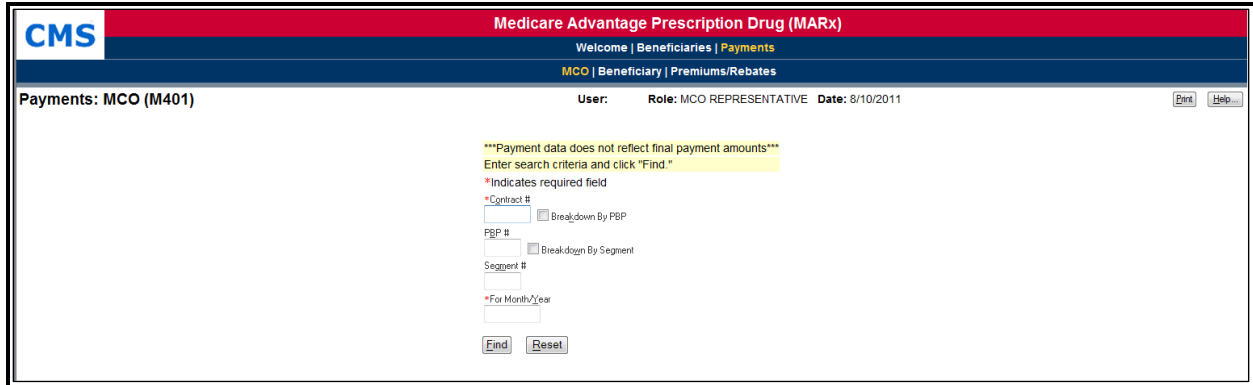 CMS
Medicare Advantage Prescription Drug (MARx)
Welcome | Beneficiaries | Payments
MCO | Beneficiary | Premiums/Rebates
Payments: MCO (M401) User: Role: MCO REPRESENTATIVE Date: 8/10/2011 Print Help...
***Payment data does not reflect final payment amounts***
Enter search criteria and click "Find."
*Indicates required field
*Contract #
Breakdown By PBP
PBP #
Breakdown By Segment
Segment #
*For Month/Year
Find Reset